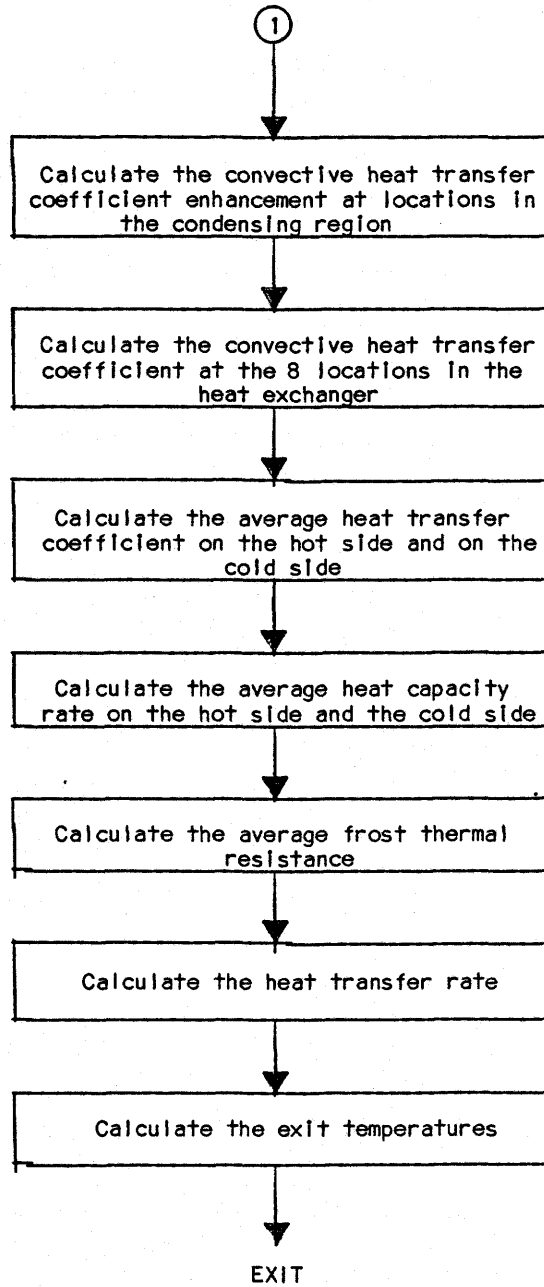 1
Calculate the convective heat transfer
coefficient enhancement at locations in
the condensing region
Calculate the convective heat transfer
coefficient at the 8 locations in the
heat exchanger
Calculate the average heat transfer
coefficient on the hot side and on the
cold side
Calculate the average heat capacity
rate on the hot side and the cold side
Calculate the average frost thermal
resistance
Calculate the heat transfer rate
Calculate the exit temperatures
EXIT